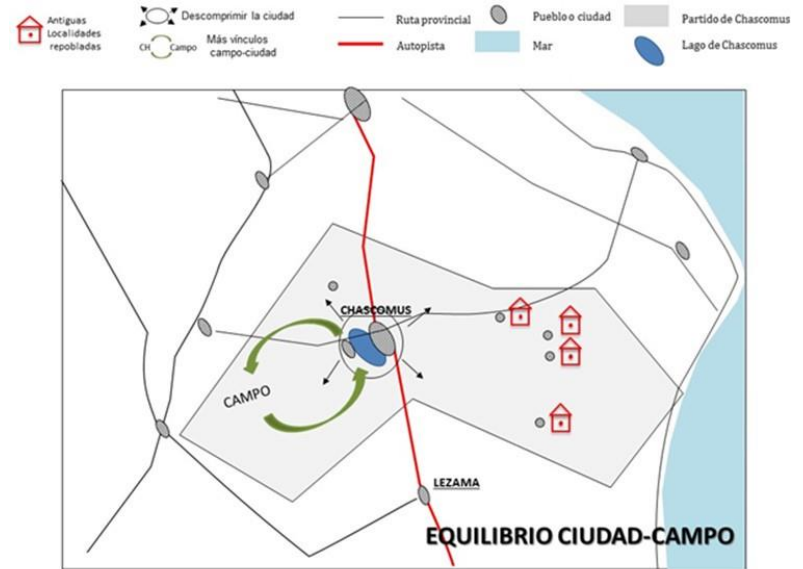 Antiguas
Localidades
repobladas
Descomprimir la ciudad
CH
Campo
Más vínculos
campo-ciudad
Ruta provincial
Autopista
Pueblo o ciudad
Mar
Partido de Chascomus
Lago de Chascomus
CHASCOMUS
CAMPO
LEZAMA
EQUILIBRIO CIUDAD-CAMPO